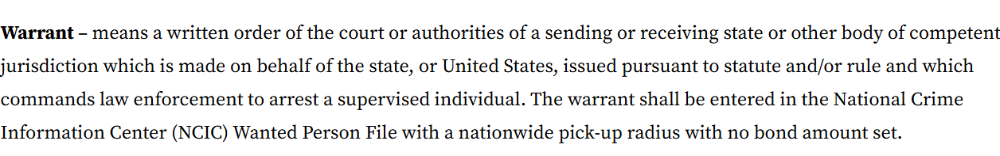 Warrant – means a written order of the court or authorities of a sending or receiving state or other body of competent
jurisdiction which is made on behalf of the state, or United States, issued pursuant to statute and/or rule and which
commands law enforcement to arrest a supervised individual. The warrant shall be entered in the National Crime
Information Center (NCIC) Wanted Person File with a nationwide pick-up radius with no bond amount set.